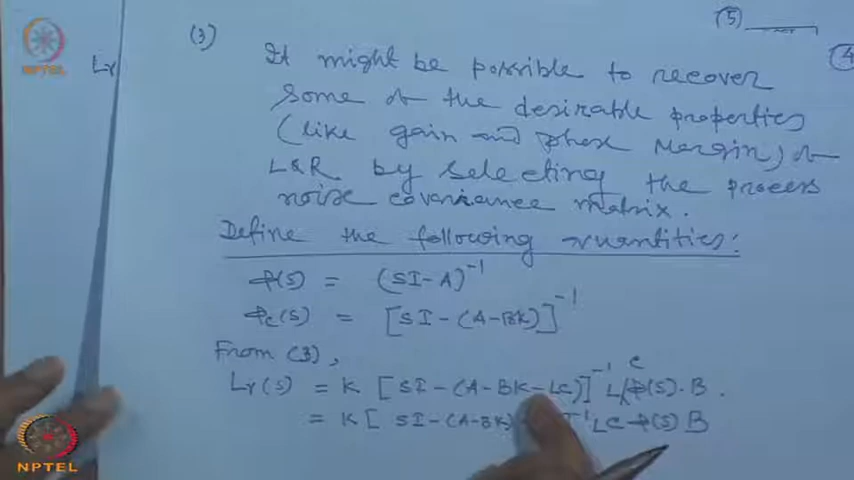 (5)
(3)
(4
Lr
It might be possible to recover
some of the desirable properties
(like gain and phase Margin) of
LQR by selecting the process
noise covariance matrix.
Define the following quantities:
ϕ(s) = (SI-A)⁻¹
ϕc(s) = [SI-(A-BK)]⁻¹
From (3),
Lr(s) = K [SI-(A-BK-LC)]⁻¹ L C ϕ(s).B.
= K[ SI-(A-BK) ]⁻¹LC ϕ(s) B
NPTEL
NPTEL